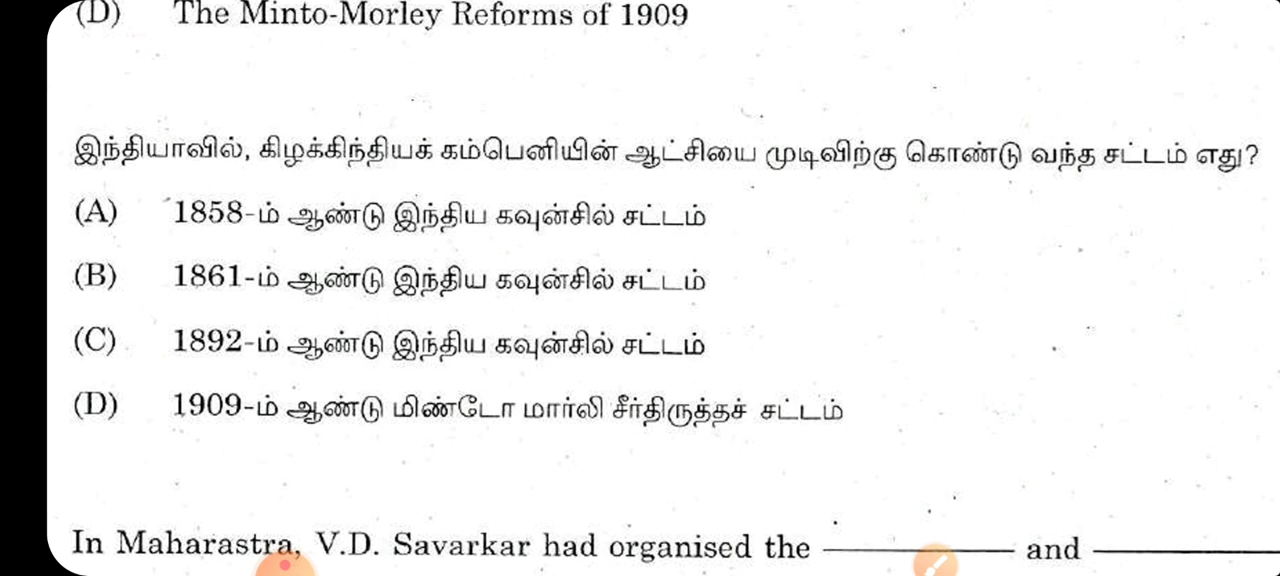 (D) The Minto-Morley Reforms of 1909
இந்தியாவில், கிழக்கிந்தியக் கம்பெனியின் ஆட்சியை முடிவிற்கு கொண்டு வந்த சட்டம் எது?
(A) 1858-ம் ஆண்டு இந்திய கவுன்சில் சட்டம்
(B) 1861-ம் ஆண்டு இந்திய கவுன்சில் சட்டம்
(C) 1892-ம் ஆண்டு இந்திய கவுன்சில் சட்டம்
(D) 1909-ம் ஆண்டு மிண்டோ மார்லி சீர்திருத்தச் சட்டம்
In Maharastra, V.D. Savarkar had organised the ――― and ―――